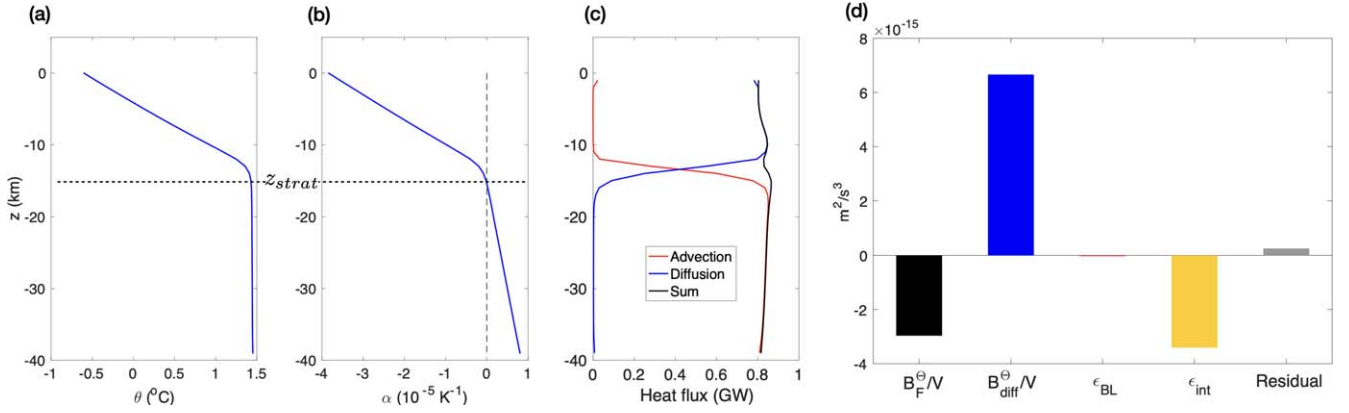 (a)
0
-10
-20
-30
-40
z (km)
-1
-0.5
0
0.5
1
1.5
θ (°C)
z_strat
(b)
0
-10
-20
-30
-40
-4
-3
-2
-1
0
1
α (10⁻⁵ K⁻¹)
(c)
0
-10
-20
-30
-40
0
0.2
0.4
0.6
0.8
1
Heat flux (GW)
Advection
Diffusion
Sum
(d)
×10⁻¹⁵
8
6
4
2
0
-2
-4
m²/s³
B_F^Θ/V
B_diff^Θ/V
ϵ_BL
ϵ_int
Residual